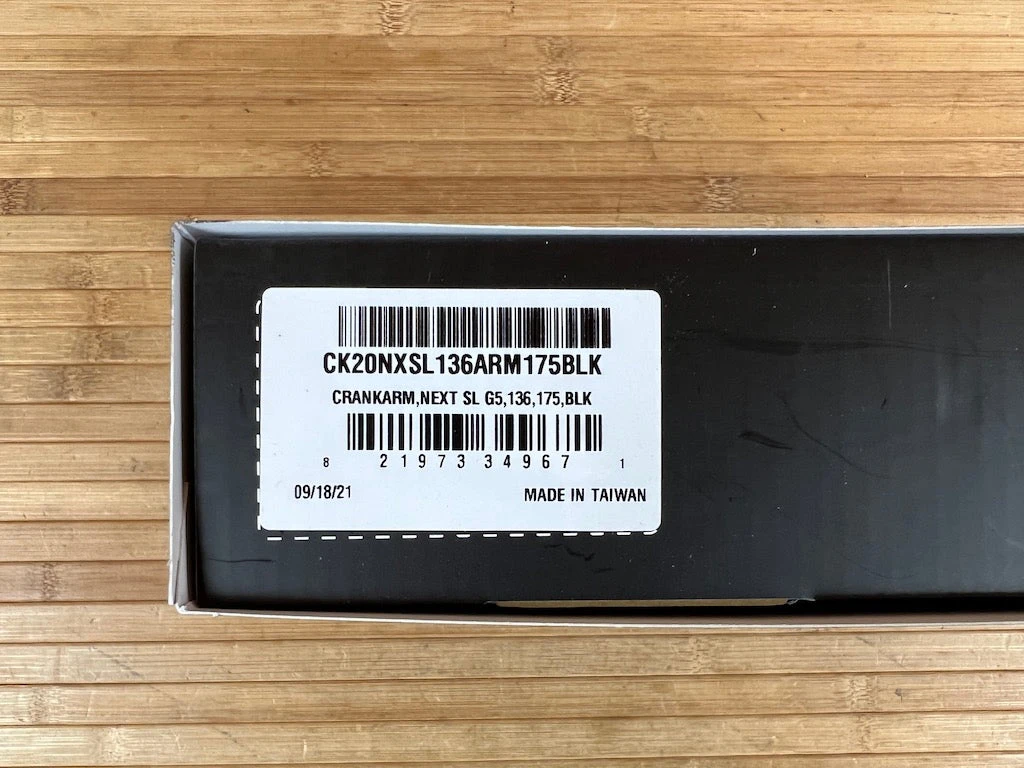 CK20NXSL136ARM175BLK
CRANKARM,NEXT SL G5,136,175,BLK
8 21973 34967 1
09/18/21 MADE IN TAIWAN